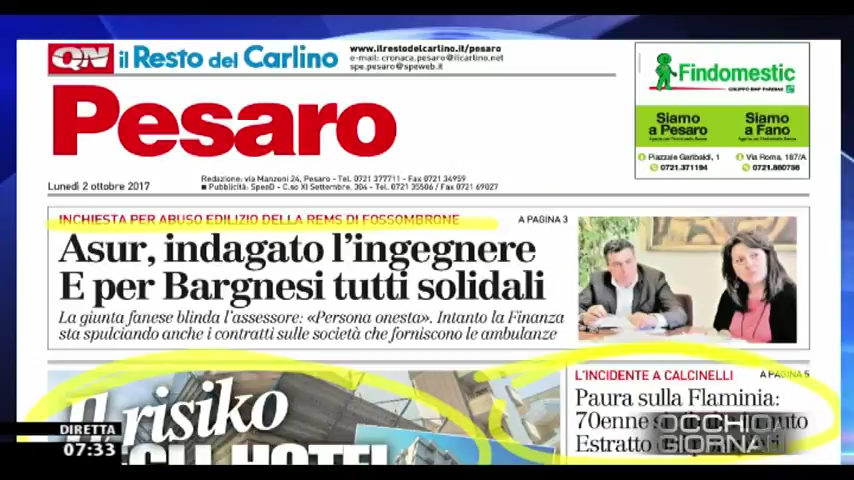 QN il Resto del Carlino
www.ilrestodelcarlino.it/pesaro
e-mail: cronaca.pesaro@ilcarlino.net
spe.pesaro@speweb.it
Pesaro
Lunedì 2 ottobre 2017
Redazione: via Manzoni 24, Pesaro - Tel. 0721 377711 - Fax 0721 34959
■ Pubblicità: SpeeD - C.so XI Settembre, 304 - Tel. 0721 35506 / Fax 0721 69027
Findomestic
GRUPPO BNP PARIBAS
Siamo
a Pesaro
Siamo
a Fano
Piazzale Garibaldi, 1
0721.371194
Via Roma, 187/A
0721.860756
INCHIESTA PER ABUSO EDILIZIO DELLA REMS DI FOSSOMBRONE
A PAGINA 3
Asur, indagato l'ingegnere
E per Bargnesi tutti solidali
La giunta fanese blinda l'assessore: «Persona onesta». Intanto la Finanza
sta spulciando anche i contratti sulle società che forniscono le ambulanze
Il risiko
HOTEL
L'INCIDENTE A CALCINELLI
A PAGINA 5
Paura sulla Flaminia:
70enne
Estratto
OCCHIO A
GIORNALI
DIRETTA
07:33